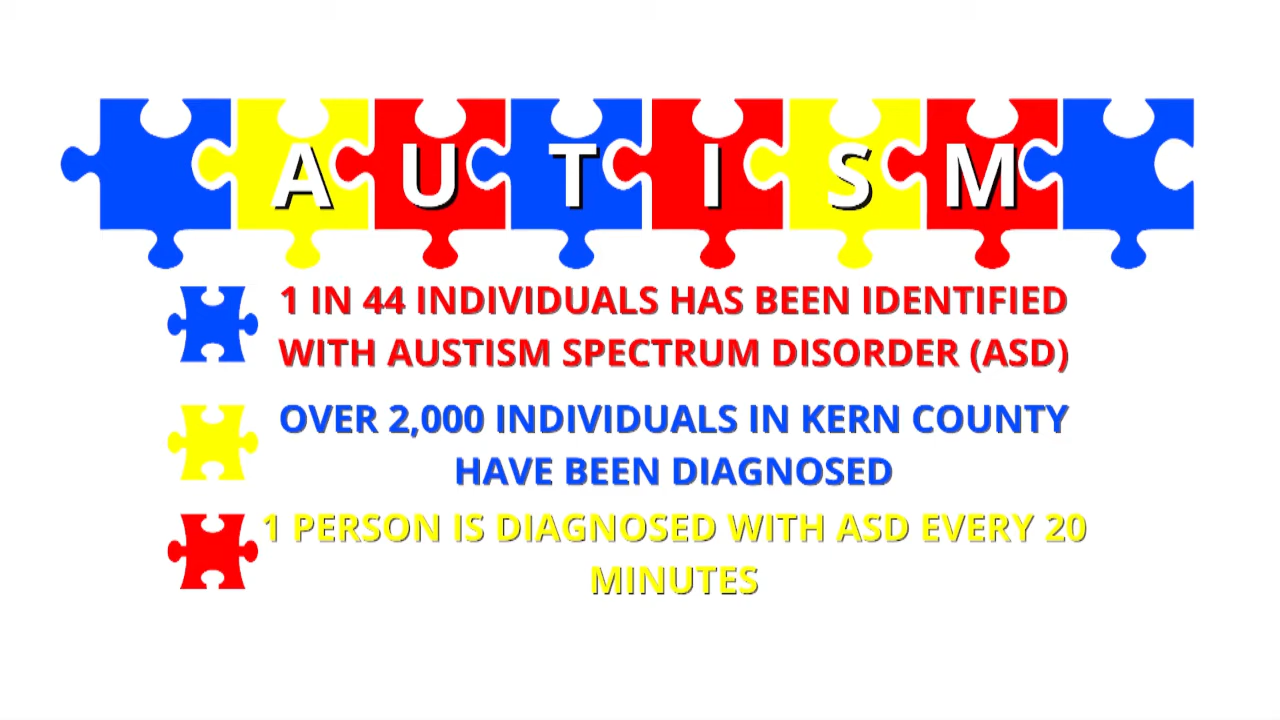 AUTISM
1 IN 44 INDIVIDUALS HAS BEEN IDENTIFIED
WITH AUSTISM SPECTRUM DISORDER (ASD)
OVER 2,000 INDIVIDUALS IN KERN COUNTY
HAVE BEEN DIAGNOSED
1 PERSON IS DIAGNOSED WITH ASD EVERY 20
MINUTES